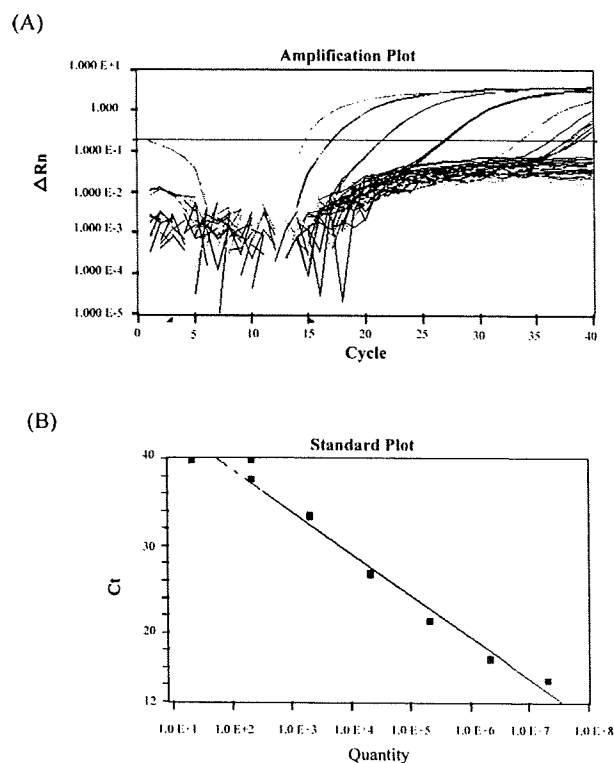 (A)
Amplification Plot
1.000 E+1
1.000
1.000 E-1
1.000 E-2
1.000 E-3
1.000 E-4
1.000 E-5
ΔRn
0 5 10 15 20 25 30 35 40
Cycle
(B)
Standard Plot
40
30
20
12
Ct
1.0 E+1 1.0 E+2 1.0 E+3 1.0 E+4 1.0 E+5 1.0 E+6 1.0 E+7 1.0 E+8
Quantity